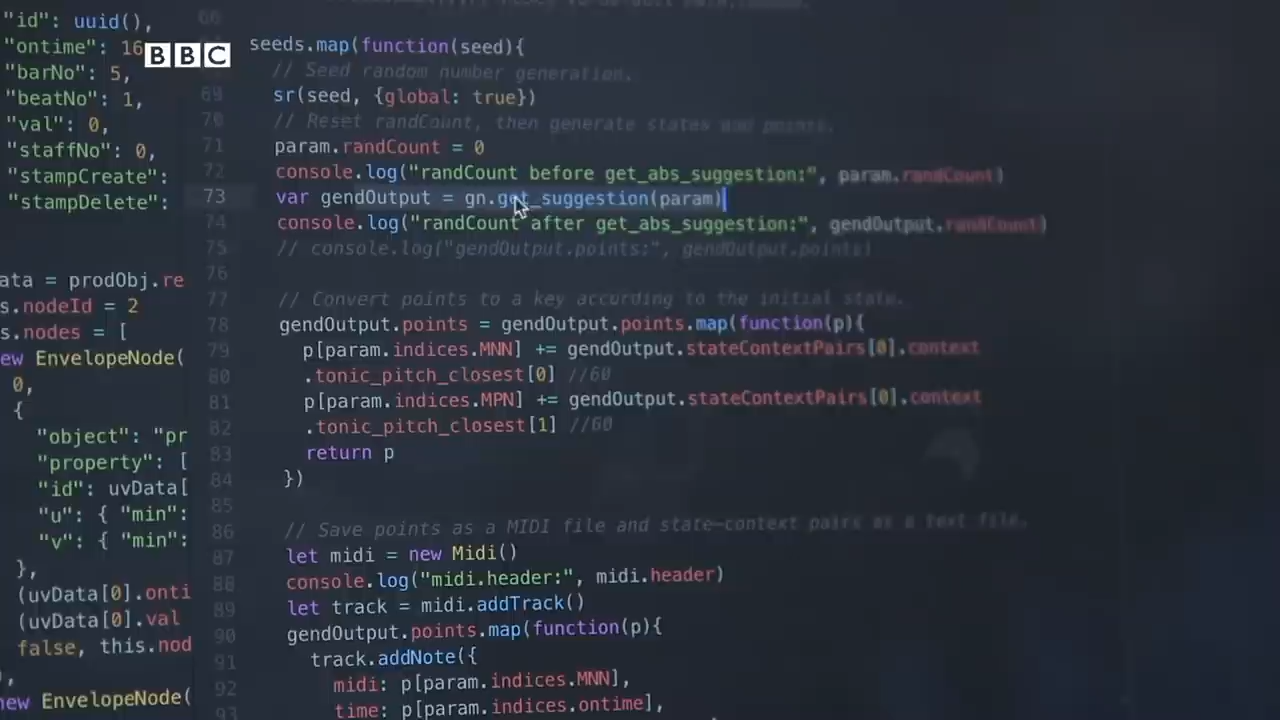 BBC
"id": uuid(),
"ontime": 16
"barNo": 5,
"beatNo": 1,
"val": 0,
"staffNo": 0,
"stampCreate":
"stampDelete":
ata = prodObj.re
s.nodeId = 2
s.nodes = [
ew EnvelopeNode(
0,
{
"object": "pr
"property": [
"id": uvData[
"u": { "min":
"v": { "min":
},
(uvData[0].onti
(uvData[0].val
false, this.nod
),
new EnvelopeNode(
66
seeds.map(function(seed){
// Seed random number generation.
69 sr(seed, {global: true})
70 // Reset randCount, then generate states and points.
71 param.randCount = 0
72 console.log("randCount before get_abs_suggestion:", param.randCount)
73 var gendOutput = gn.get_suggestion(param)
74 console.log("randCount after get_abs_suggestion:", gendOutput.randCount)
75 // console.log("gendOutput.points:", gendOutput.points)
76
77 // Convert points to a key according to the initial state.
78 gendOutput.points = gendOutput.points.map(function(p){
79 p[param.indices.MNN] += gendOutput.stateContextPairs[0].context
80 .tonic_pitch_closest[0] //60
81 p[param.indices.MPN] += gendOutput.stateContextPairs[0].context
82 .tonic_pitch_closest[1] //60
83 return p
84 })
85
86 // Save points as a MIDI file and state-context pairs as a text file.
87 let midi = new Midi()
88 console.log("midi.header:", midi.header)
89 let track = midi.addTrack()
90 gendOutput.points.map(function(p){
91 track.addNote({
92 midi: p[param.indices.MNN],
93 time: p[param.indices.ontime],